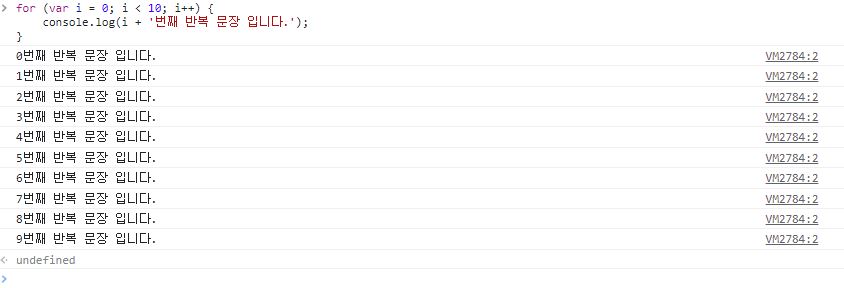 for (var i = 0; i < 10; i++) {
    console.log(i + '번째 반복 문장 입니다.');
}
0번째 반복 문장 입니다. VM2784:2
1번째 반복 문장 입니다. VM2784:2
2번째 반복 문장 입니다. VM2784:2
3번째 반복 문장 입니다. VM2784:2
4번째 반복 문장 입니다. VM2784:2
5번째 반복 문장 입니다. VM2784:2
6번째 반복 문장 입니다. VM2784:2
7번째 반복 문장 입니다. VM2784:2
8번째 반복 문장 입니다. VM2784:2
9번째 반복 문장 입니다. VM2784:2
undefined